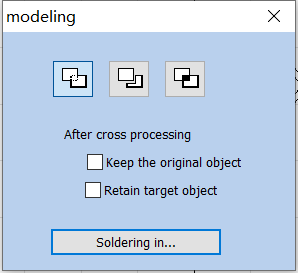 modeling
After cross processing
Keep the original object
Retain target object
Soldering in...